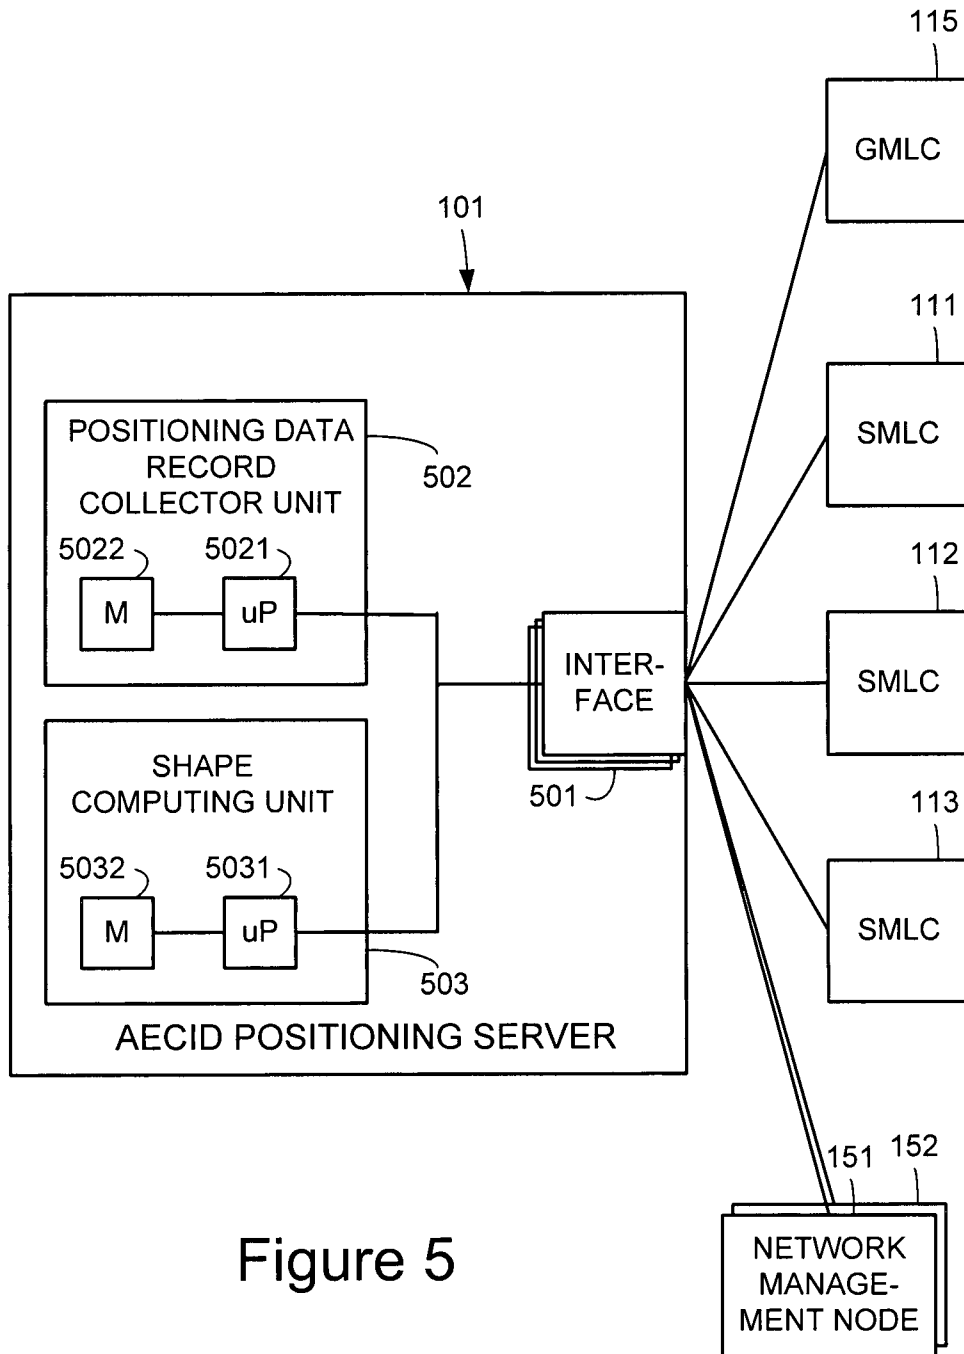 115
GMLC
101
111
SMLC
POSITIONING DATA
RECORD
COLLECTOR UNIT
502
5022
5021
M
uP
112
SMLC
INTER-
FACE
501
SHAPE
COMPUTING UNIT
5032
5031
M
uP
503
113
SMLC
AECID POSITIONING SERVER
151
152
NETWORK
MANAGE-
MENT NODE
Figure 5